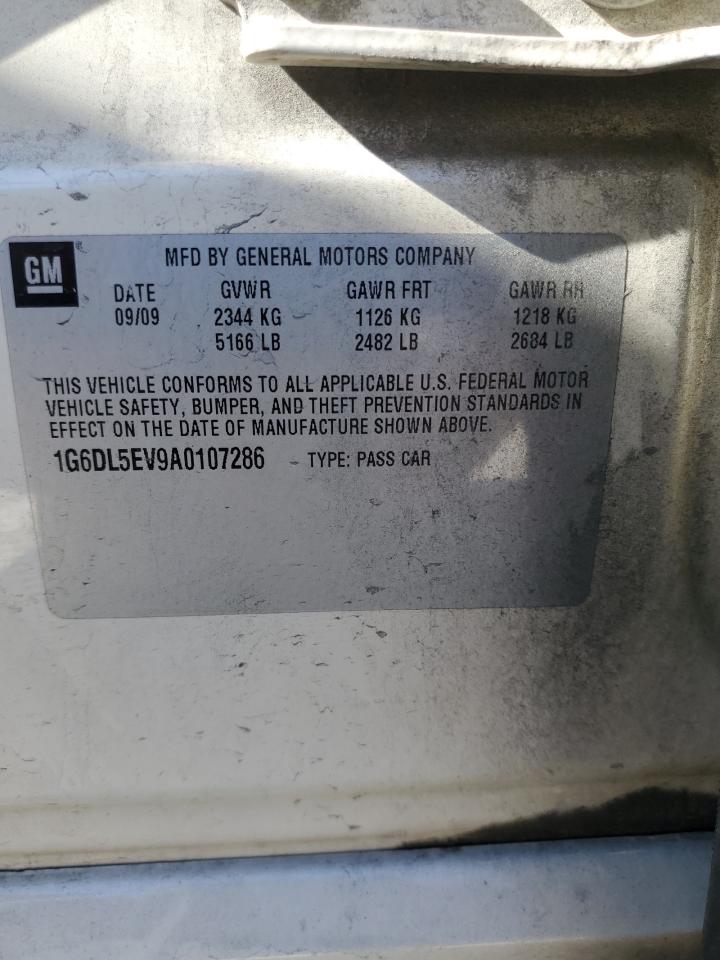 GM
MFD BY GENERAL MOTORS COMPANY
DATE GVWR GAWR FRT GAWR RR
09/09 2344 KG 1126 KG 1218 KG
5166 LB 2482 LB 2684 LB
THIS VEHICLE CONFORMS TO ALL APPLICABLE U.S. FEDERAL MOTOR
VEHICLE SAFETY, BUMPER, AND THEFT PREVENTION STANDARDS IN
EFFECT ON THE DATE OF MANUFACTURE SHOWN ABOVE.
1G6DL5EV9A0107286 TYPE: PASS CAR